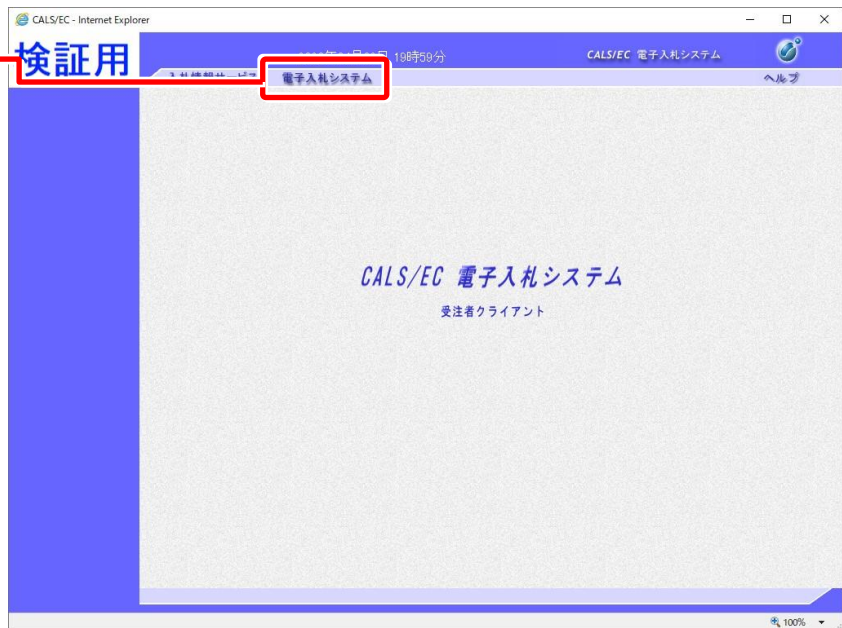 CALS/EC - Internet Explorer
検証用
19時59分
CALS/EC 電子入札システム
電子入札システム
ヘルプ
CALS/EC 電子入札システム
受注者クライアント
100%